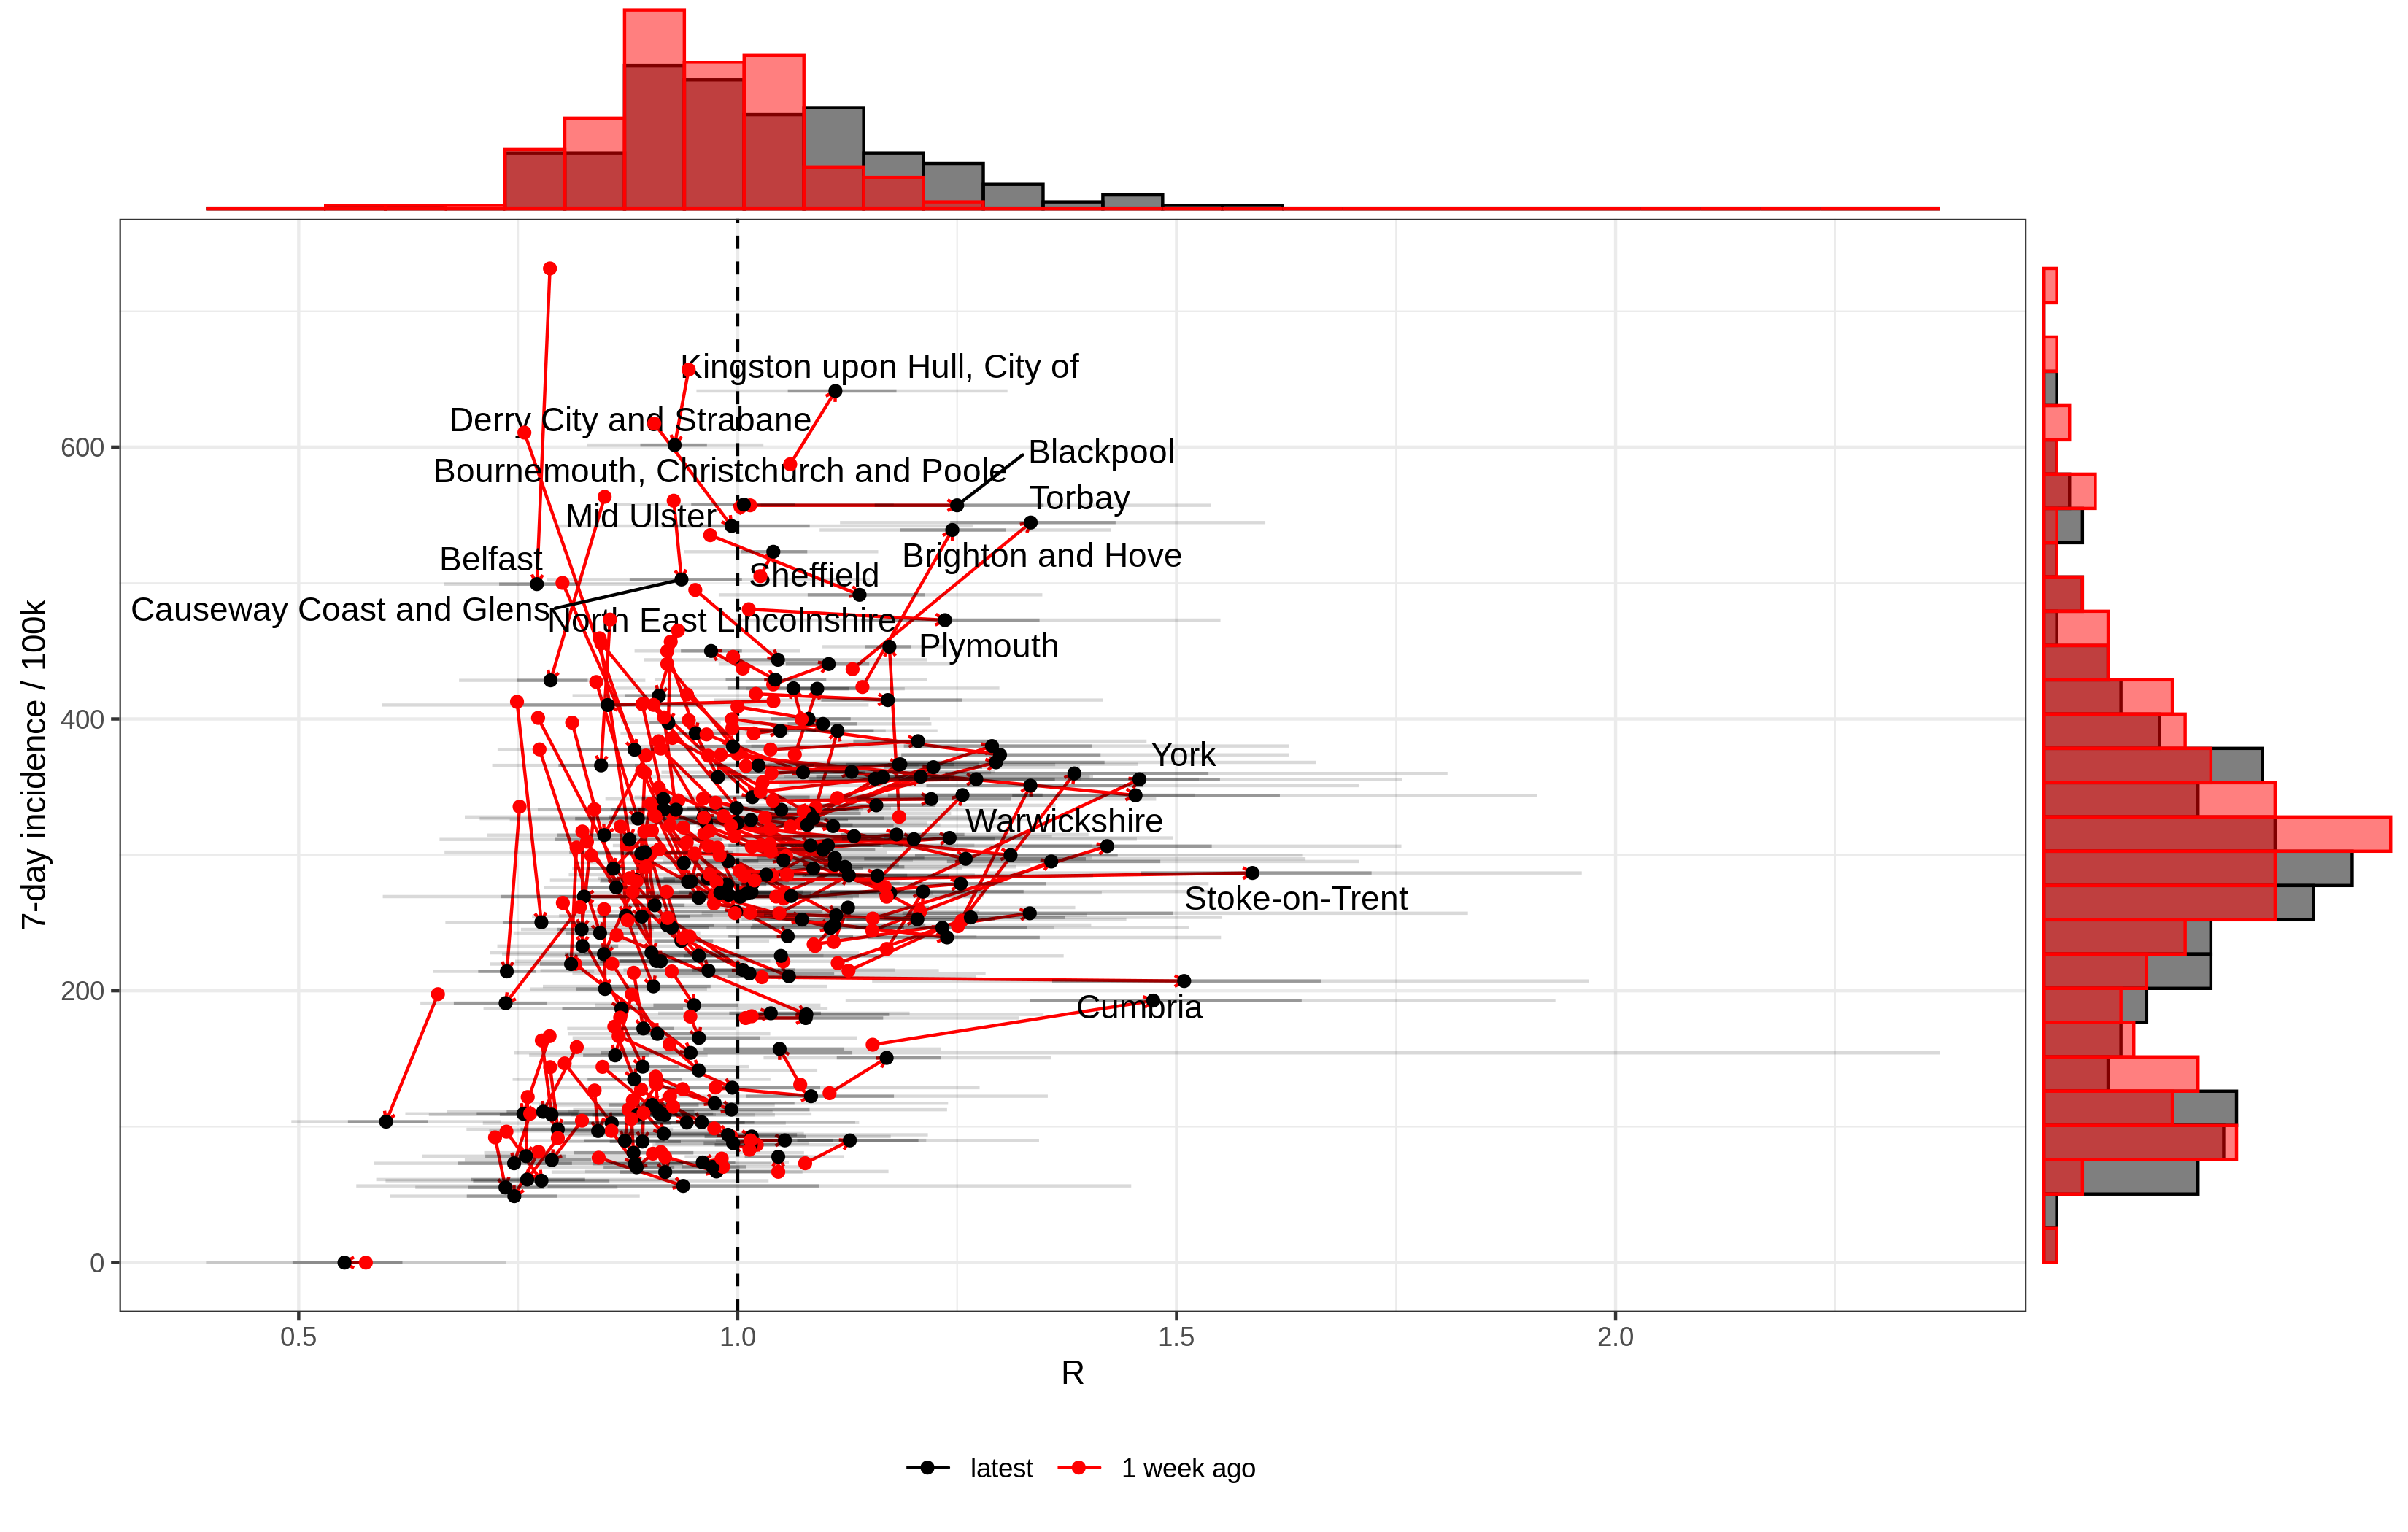 Kingston upon Hull, City of
Derry City and Strabane
Blackpool
Bournemouth, Christchurch and Poole
Torbay
Mid Ulster
Brighton and Hove
Belfast
Sheffield
Causeway Coast and Glens
North East Lincolnshire
Plymouth
York
Warwickshire
Stoke-on-Trent
Cumbria
600
400
200
0
7-day incidence / 100k
0.5 1.0 1.5 2.0
R
latest 1 week ago